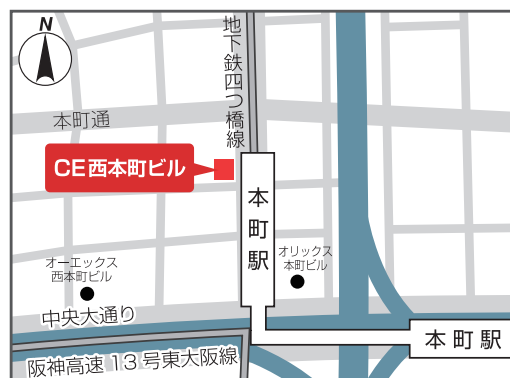 N
地下鉄四つ橋線
本町通
CE西本町ビル
本町駅
オーエックス
西本町ビル
オリックス
本町ビル
中央大通り
本町駅
阪神高速13号東大阪線